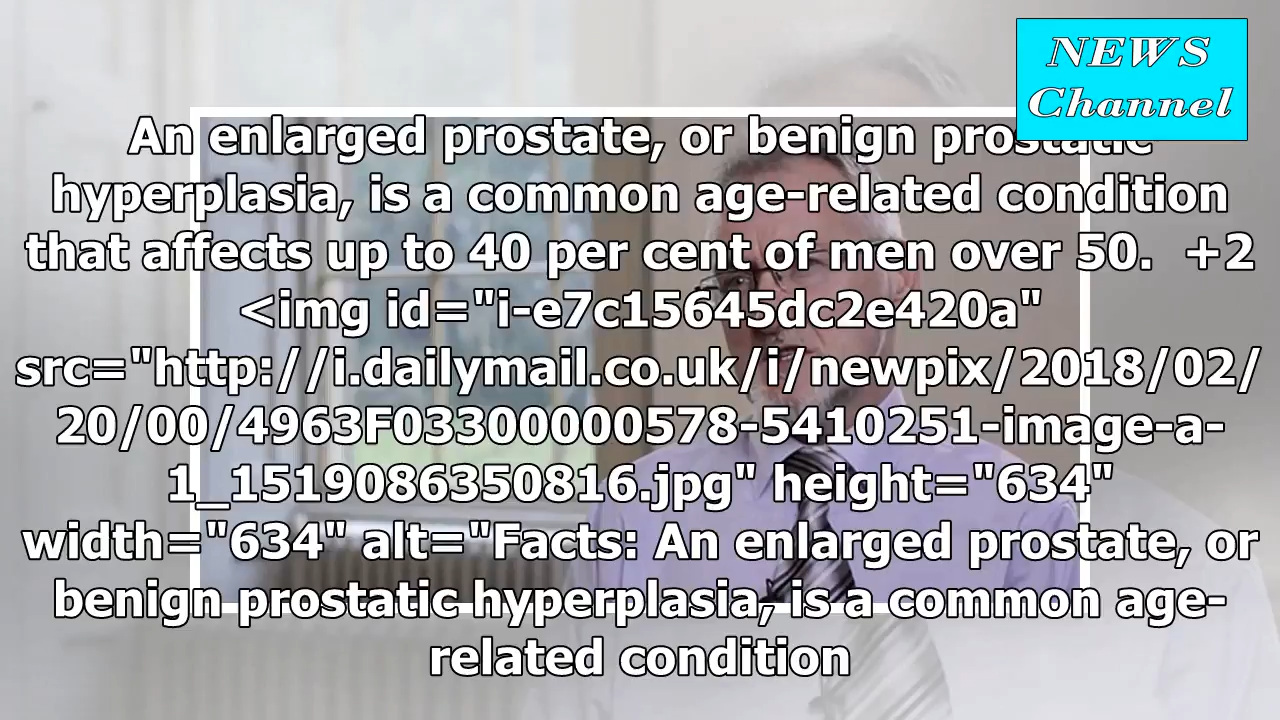 NEWS
Channel
An enlarged prostate, or benign prostatic
hyperplasia, is a common age-related condition
that affects up to 40 per cent of men over 50.  +2
<img id="i-e7c15645dc2e420a"
src="http://i.dailymail.co.uk/i/newpix/2018/02/
20/00/4963F03300000578-5410251-image-a-
1_1519086350816.jpg" height="634"
width="634" alt="Facts: An enlarged prostate, or
benign prostatic hyperplasia, is a common age-
related condition